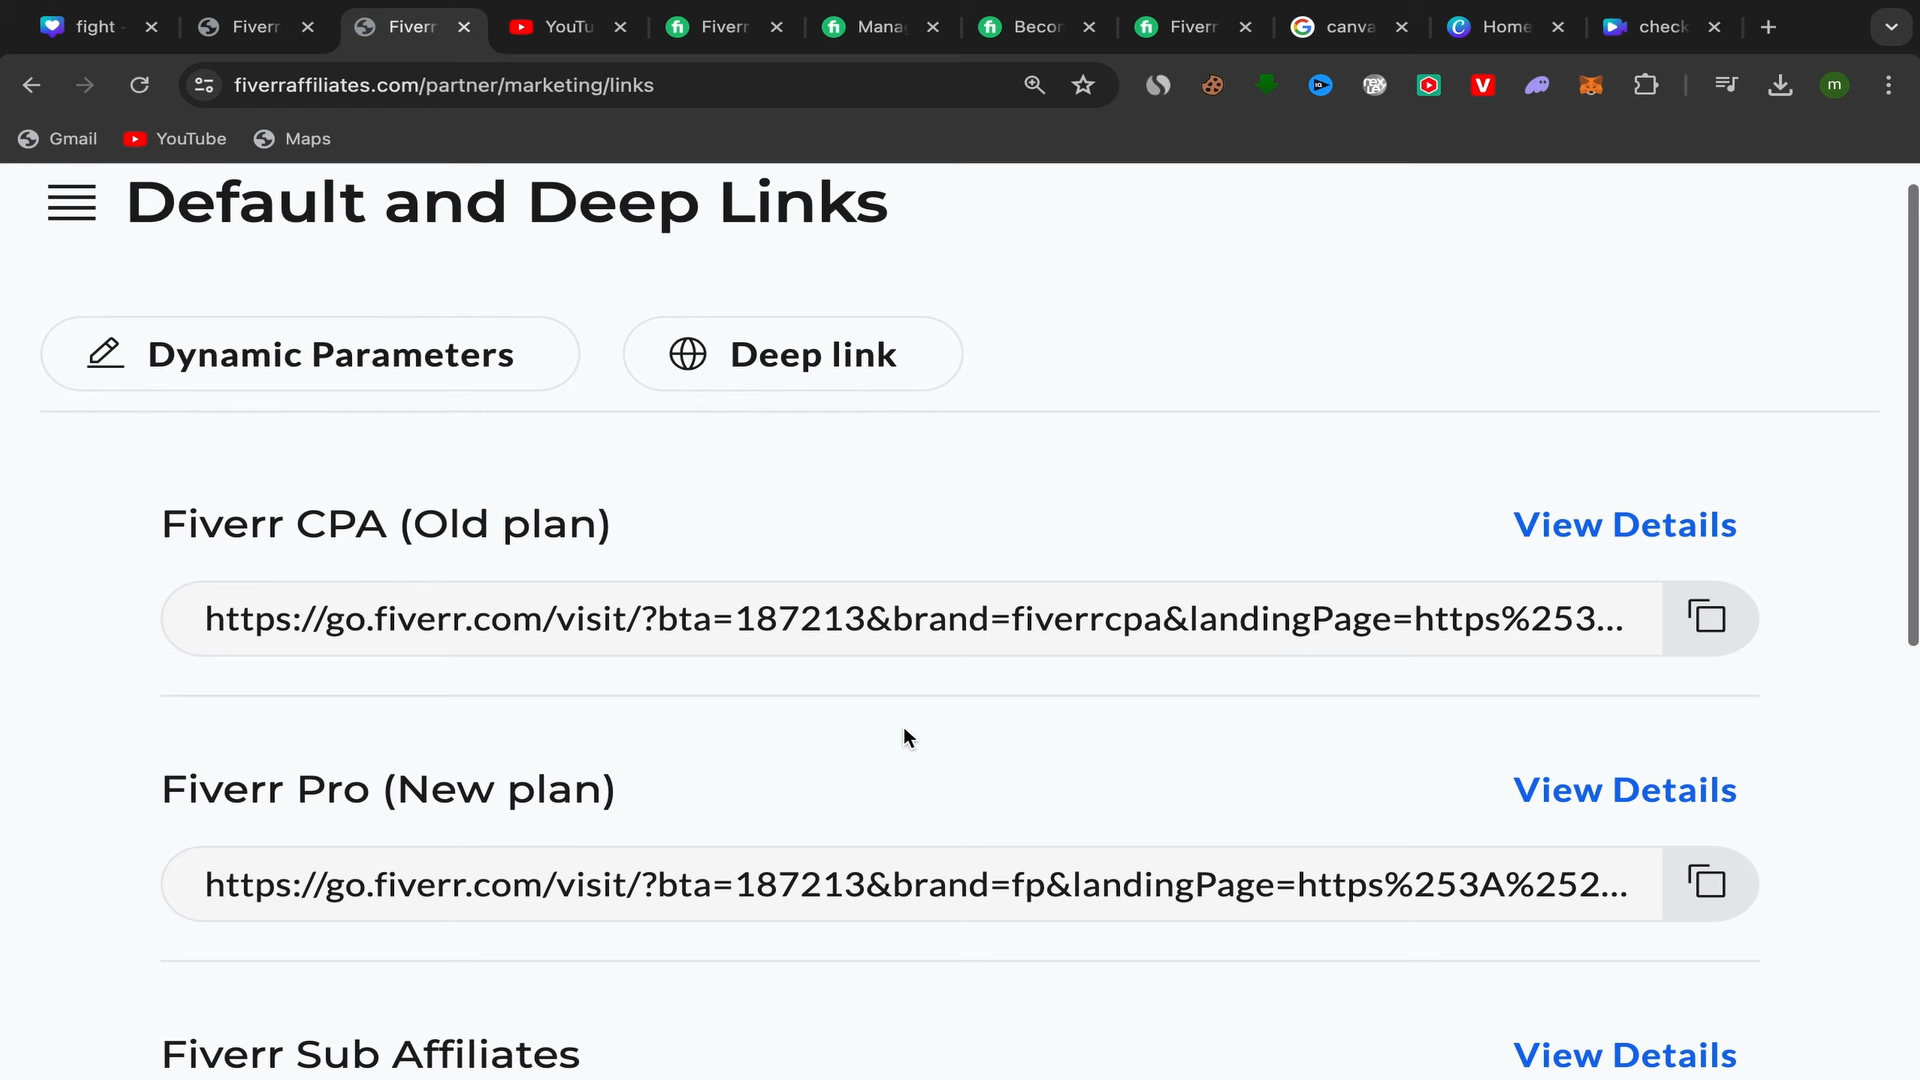 fight
Fiverr
Fiverr
YouTu
Fiverr
Mana
Becor
Fiverr
canva
Home
check
fiverraffiliates.com/partner/marketing/links
m
Gmail
YouTube
Maps
Default and Deep Links
Dynamic Parameters
Deep link
Fiverr CPA (Old plan)
View Details
https://go.fiverr.com/visit/?bta=187213&brand=fiverrcpa&landingPage=https%253...
Fiverr Pro (New plan)
View Details
https://go.fiverr.com/visit/?bta=187213&brand=fp&landingPage=https%253A%252...
Fiverr Sub Affiliates
View Details